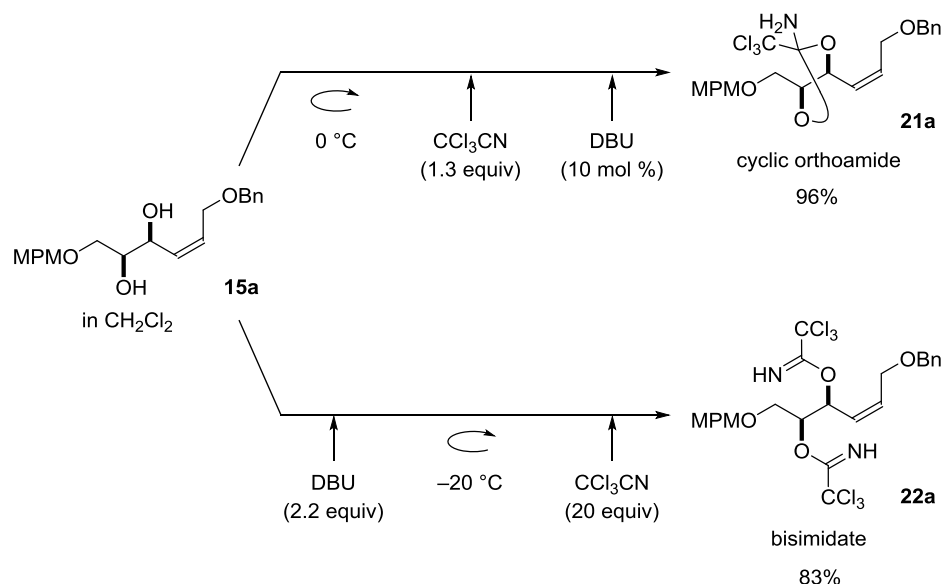 H₂N
Cl₃C
O
OBn
MPMO
O
21a
cyclic orthoamide
96%
0 °C
CCl₃CN
(1.3 equiv)
DBU
(10 mol %)
OH
OBn
MPMO
OH
15a
in CH₂Cl₂
DBU
(2.2 equiv)
–20 °C
CCl₃CN
(20 equiv)
CCl₃
HN
O
OBn
MPMO
O
NH
CCl₃
22a
bisimidate
83%